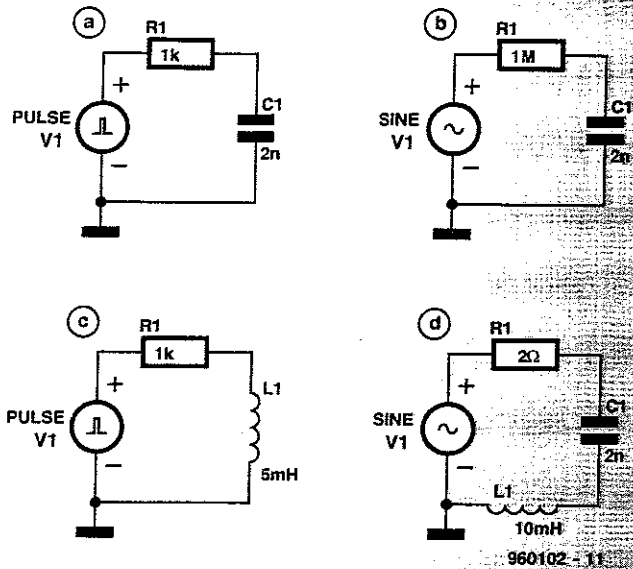 a
R1
1k
+
PULSE
V1
−
C1
2n
b
R1
1M
+
SINE
V1
−
C1
2n
c
R1
1k
+
PULSE
V1
−
L1
5mH
d
R1
2Ω
+
SINE
V1
−
C1
2n
L1
10mH
960102 - 11